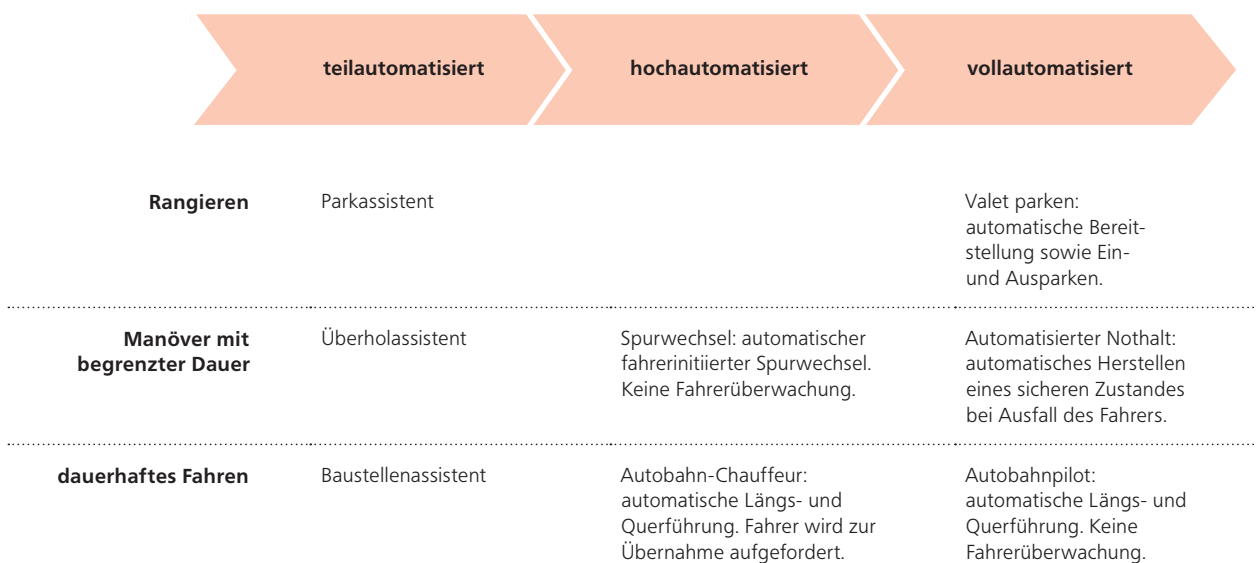 teilautomatisiert
hochautomatisiert
vollautomatisiert
Rangieren
Parkassistent
Valet parken:
automatische Bereit-
stellung sowie Ein-
und Ausparken.
Manöver mit
begrenzter Dauer
Überholassistent
Spurwechsel: automatischer
fahrerinitiierter Spurwechsel.
Keine Fahrerüberwachung.
Automatisierter Nothalt:
automatisches Herstellen
eines sicheren Zustandes
bei Ausfall des Fahrers.
dauerhaftes Fahren
Baustellenassistent
Autobahn-Chauffeur:
automatische Längs- und
Querführung. Fahrer wird zur
Übernahme aufgefordert.
Autobahnpilot:
automatische Längs- und
Querführung. Keine
Fahrerüberwachung.